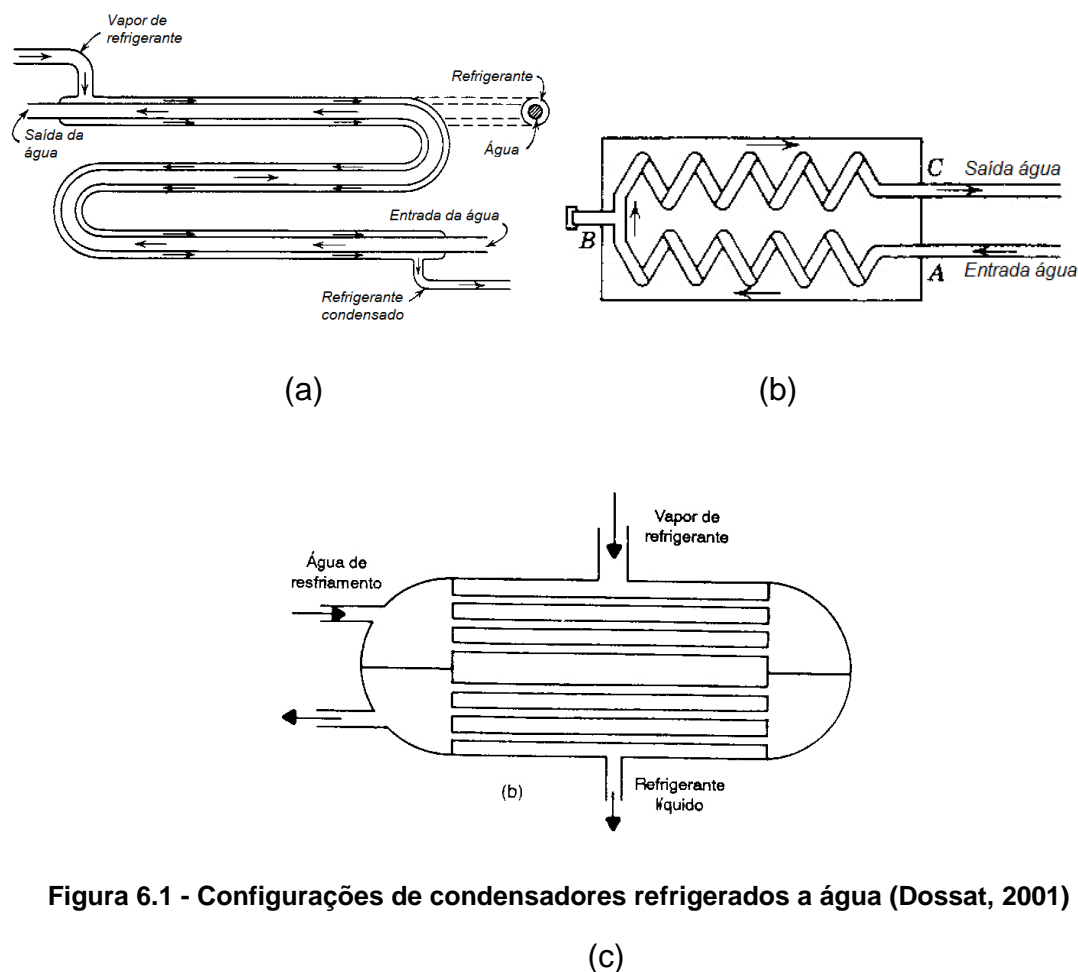 Vapor de
refrigerante
Refrigerante
Saída da
água
Água
Entrada da água
Refrigerante
condensado
(a)
C
Saída água
B
A
Entrada água
(b)
Vapor de
refrigerante
Água de
resfriamento
(b)
Refrigerante
líquido
Figura 6.1 - Configurações de condensadores refrigerados a água (Dossat, 2001)
(c)